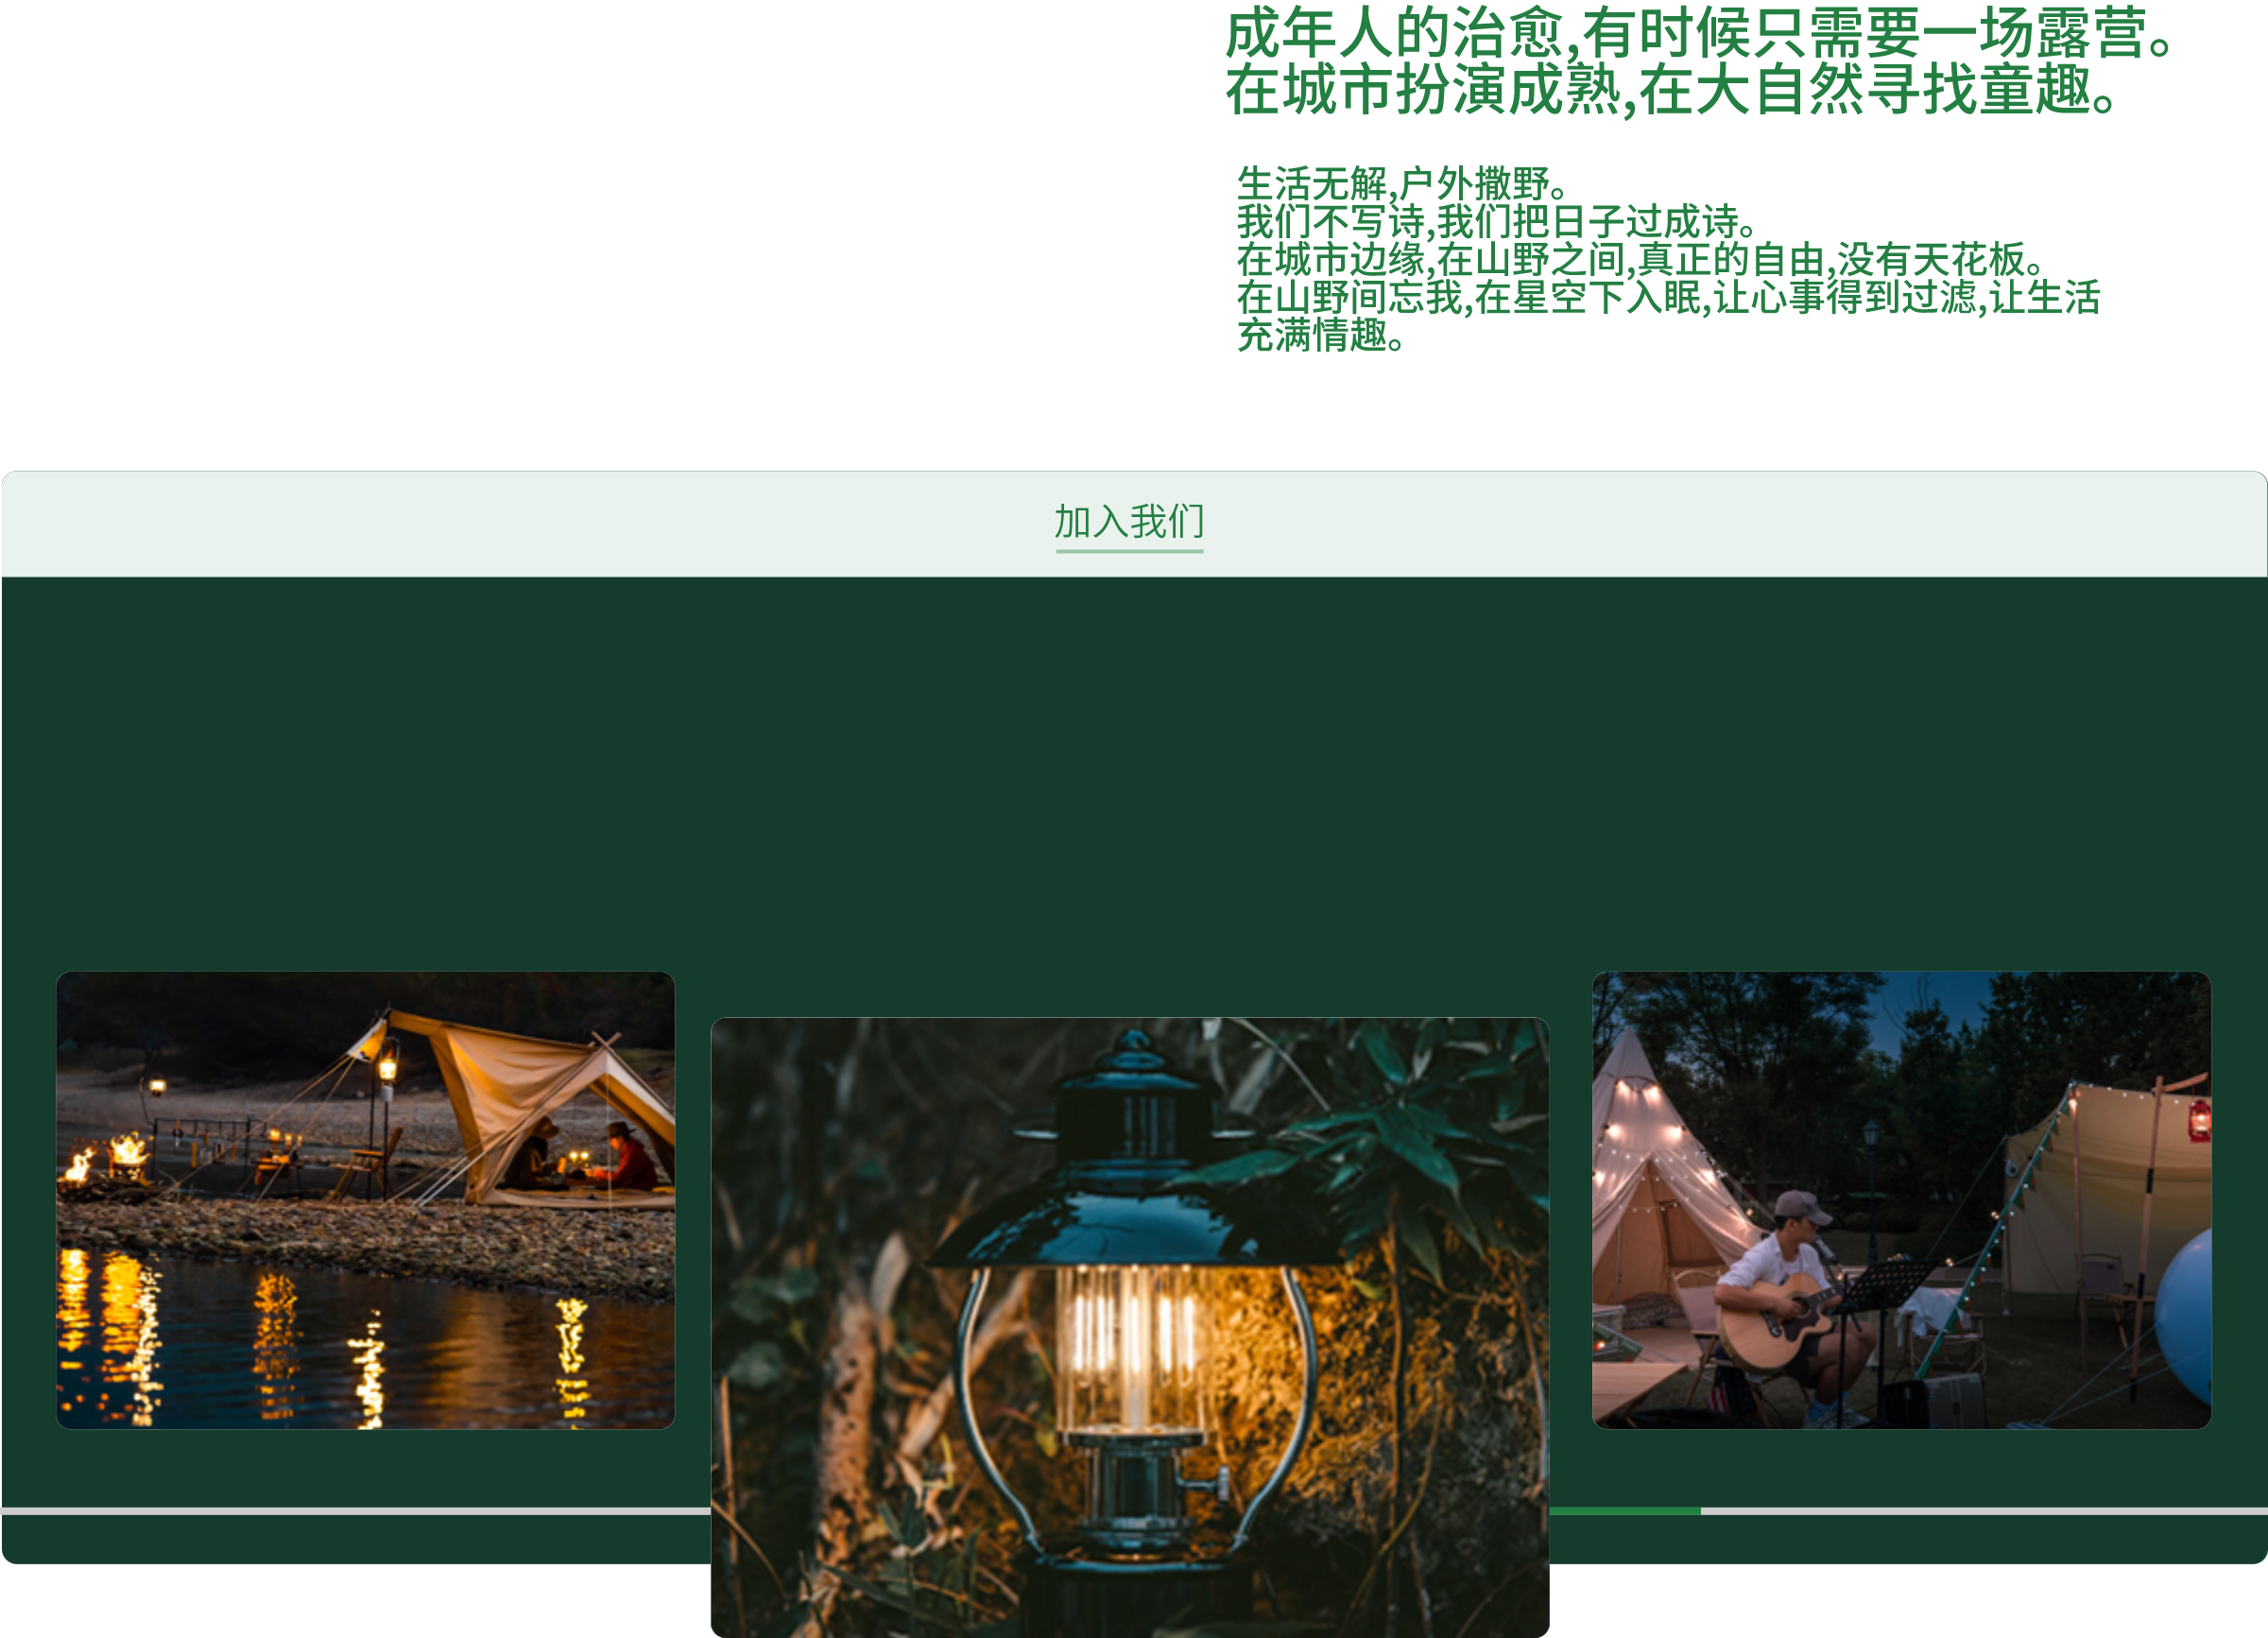 成年人的治愈,有时候只需要一场露营。
在城市扮演成熟,在大自然寻找童趣。
生活无解,户外撒野。
我们不写诗,我们把日子过成诗。
在城市边缘,在山野之间,真正的自由,没有天花板。
在山野间忘我,在星空下入眠,让心事得到过滤,让生活
充满情趣。
加入我们